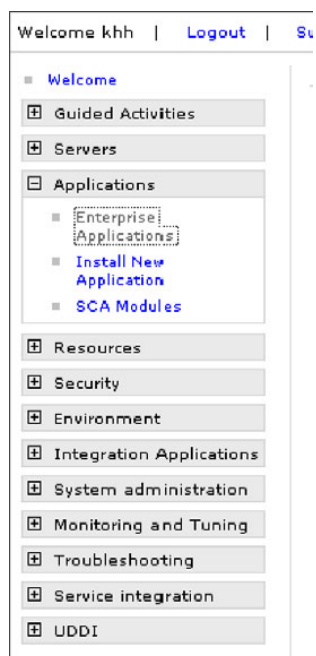 Welcome khh | Logout | Su
Welcome
Guided Activities
Servers
Applications
Enterprise
Applications
Install New
Application
SCA Modules
Resources
Security
Environment
Integration Applications
System administration
Monitoring and Tuning
Troubleshooting
Service integration
UDDI